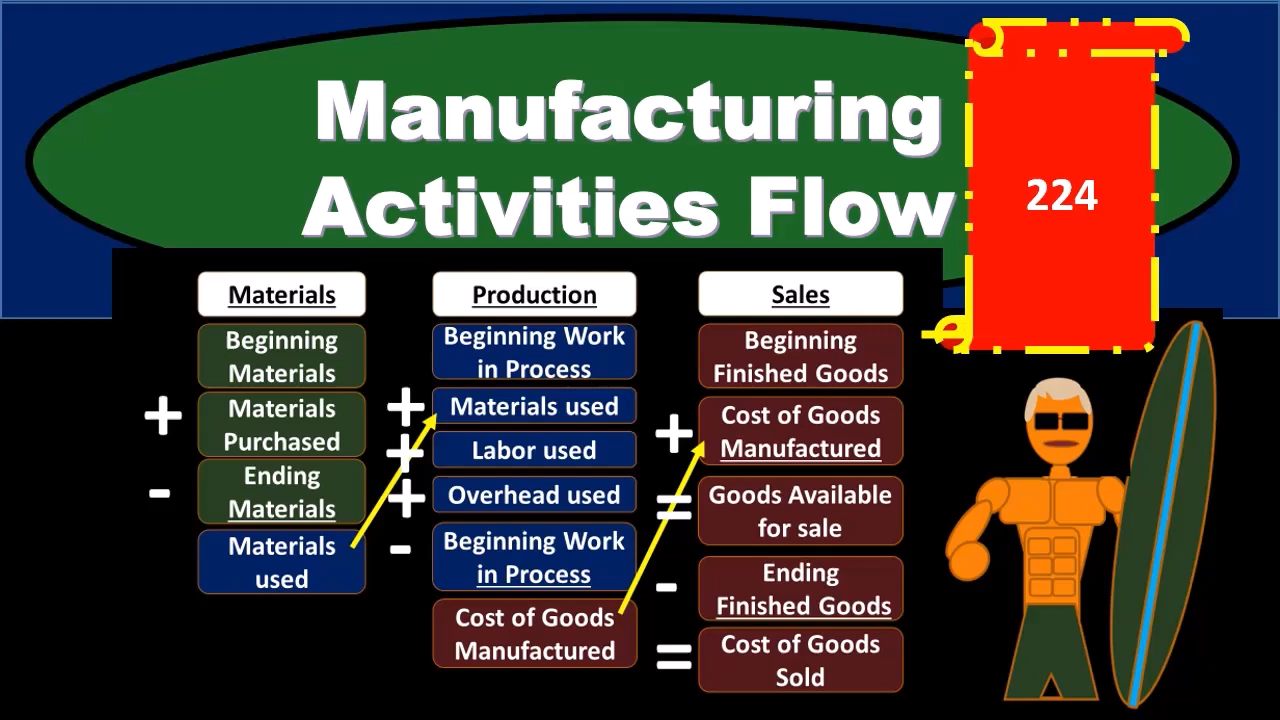 Manufacturing
Activities Flow
224
Materials
Beginning
Materials
+
Materials
Purchased
-
Ending
Materials
Materials
used
Production
Beginning Work
in Process
+
Materials used
+
Labor used
+
Overhead used
-
Beginning Work
in Process
Cost of Goods
Manufactured
Sales
Beginning
Finished Goods
+
Cost of Goods
Manufactured
=
Goods Available
for sale
-
Ending
Finished Goods
=
Cost of Goods
Sold